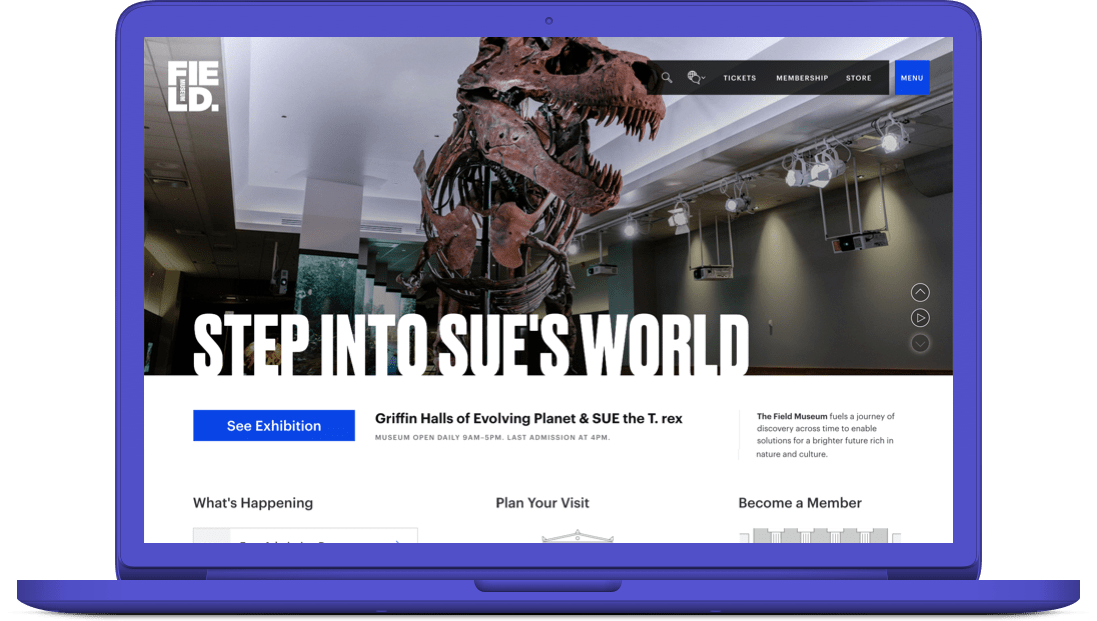 FIE
LD.
MUSEUM
TICKETS
MEMBERSHIP
STORE
MENU
STEP INTO SUE'S WORLD
See Exhibition
Griffin Halls of Evolving Planet & SUE the T. rex
MUSEUM OPEN DAILY 9AM–5PM. LAST ADMISSION AT 4PM.
The Field Museum fuels a journey of
discovery across time to enable
solutions for a brighter future rich in
nature and culture.
What's Happening
Plan Your Visit
Become a Member